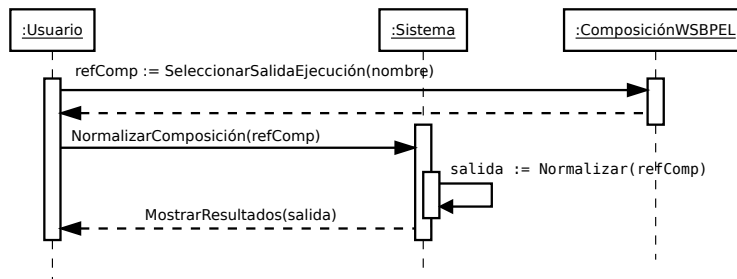 :Usuario
:Sistema
:ComposiciónWSBPEL
refComp := SeleccionarSalidaEjecución(nombre)
NormalizarComposición(refComp)
salida := Normalizar(refComp)
MostrarResultados(salida)